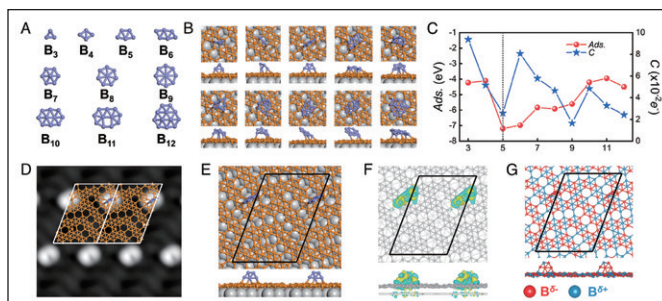 A
B₃ B₄ B₅ B₆
B₇ B₈ B₉
B₁₀ B₁₁ B₁₂
B
C
Ads.
C
Ads. (eV)
-1
-2
-3
-4
-5
-6
-7
-8
3 5 7 9 11
10
8
6
4
2
0
C (x10⁻² e⁻)
D
E
F
G
Bδ- Bδ+